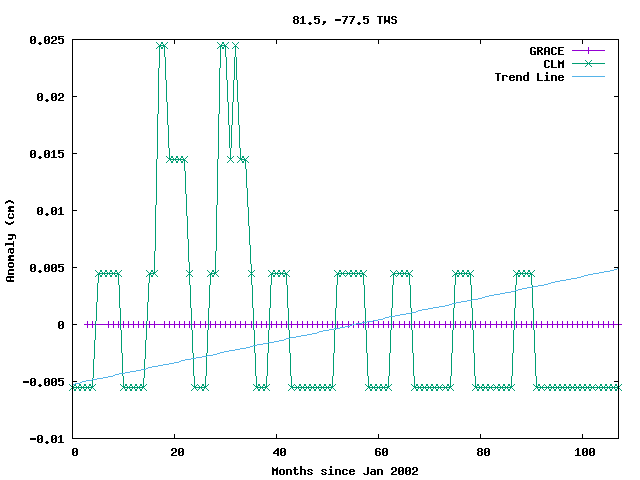 81.5, -77.5 TWS
GRACE
CLM
Trend Line
0.025
0.02
0.015
0.01
0.005
0
-0.005
-0.01
Anomaly (cm)
0 20 40 60 80 100
Months since Jan 2002